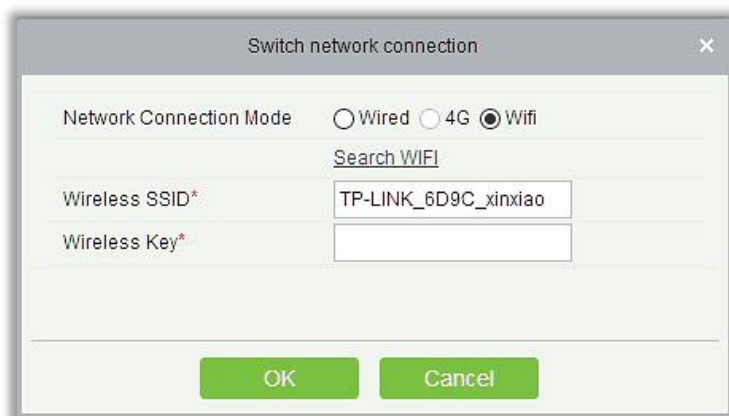 Switch network connection ×
Network Connection Mode Wired 4G Wifi
Search WIFI
Wireless SSID* TP-LINK_6D9C_xinxiao
Wireless Key*
OK Cancel